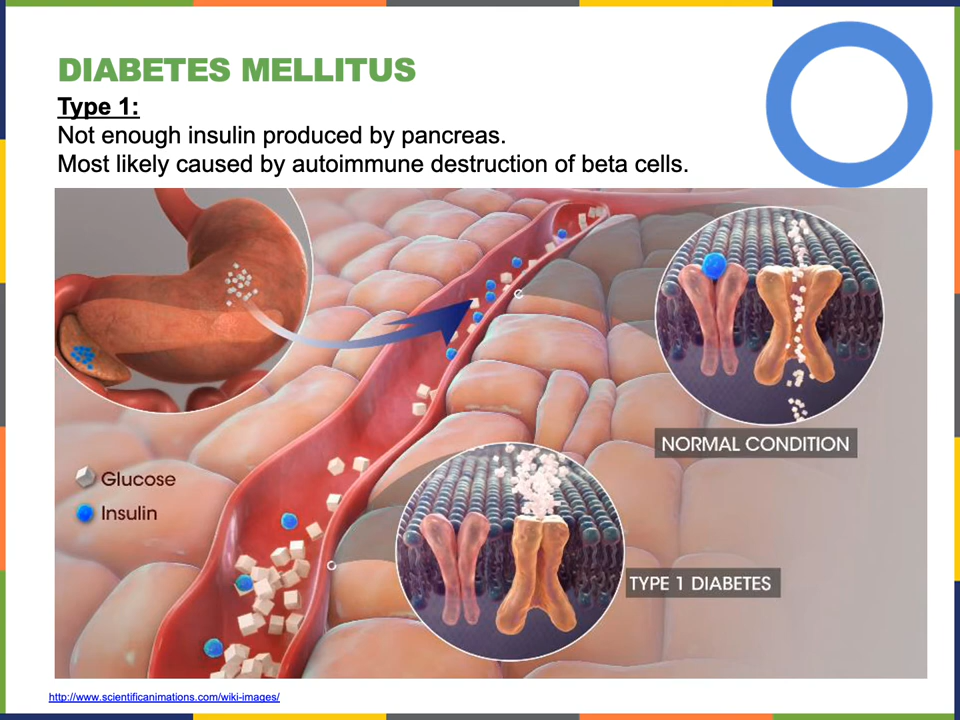 DIABETES MELLITUS
Type 1:
Not enough insulin produced by pancreas.
Most likely caused by autoimmune destruction of beta cells.
NORMAL CONDITION
Glucose
Insulin
TYPE 1 DIABETES
http://www.scientificanimations.com/wiki-images/